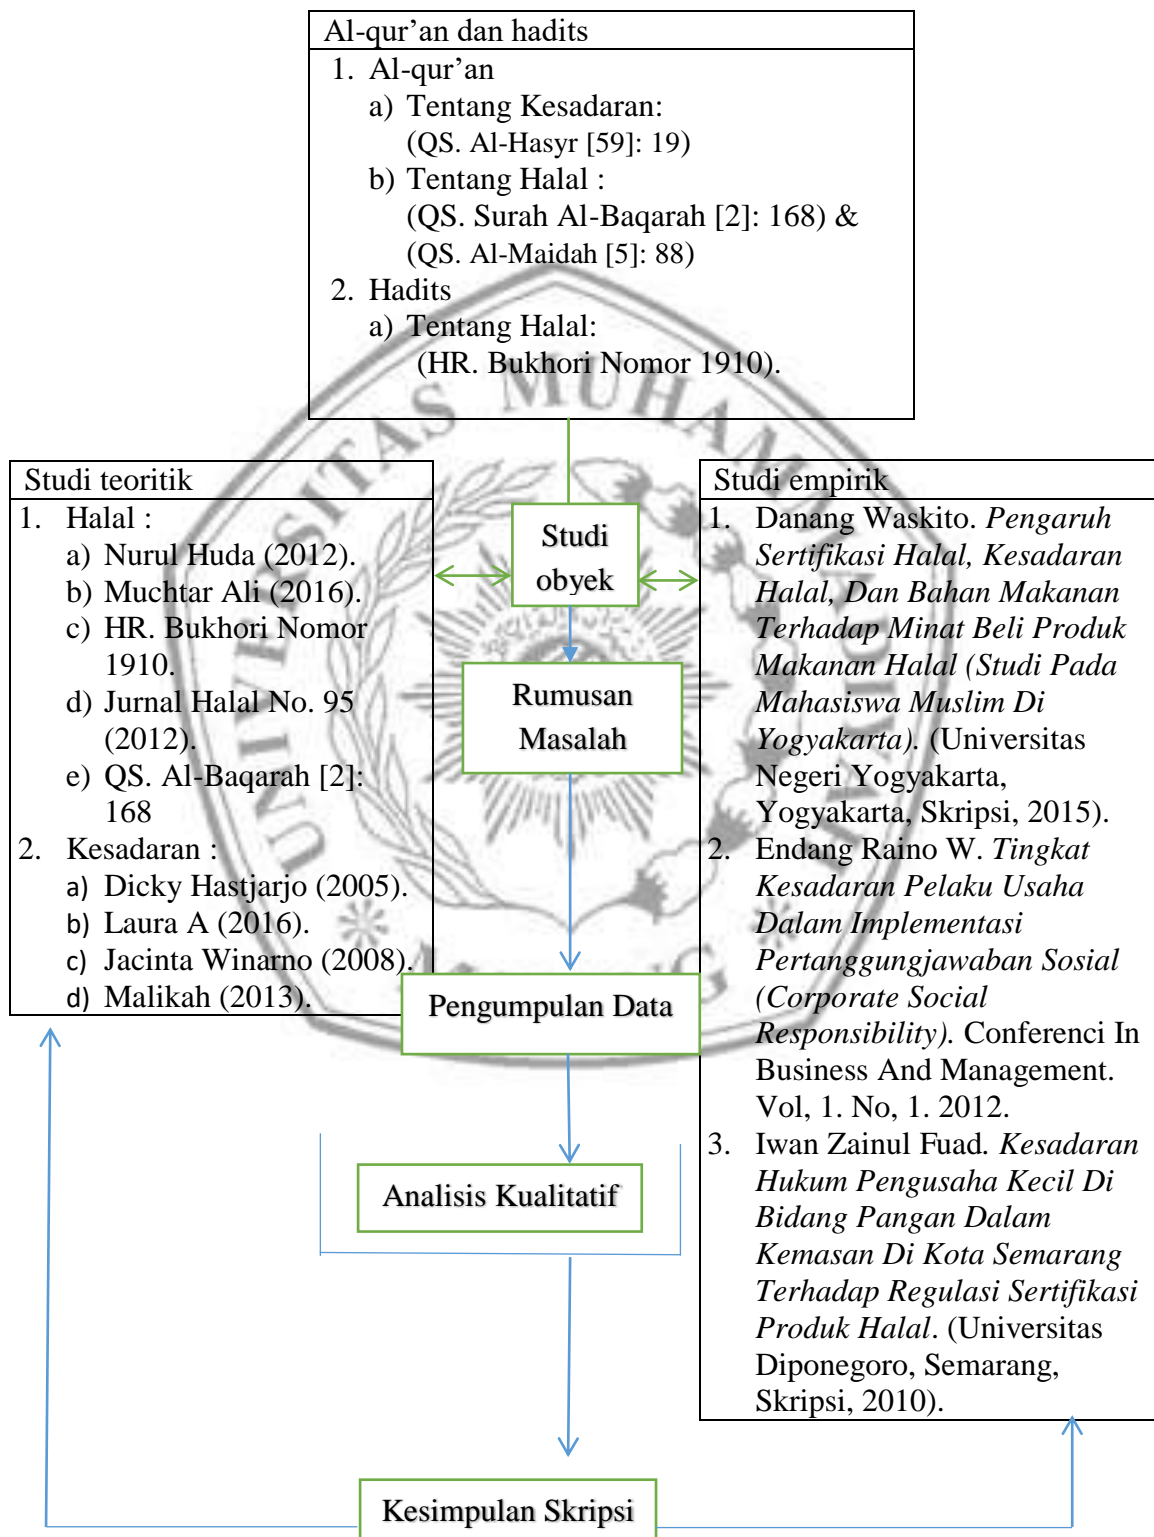 Al-qur’an dan hadits
1. Al-qur’an
a) Tentang Kesadaran:
(QS. Al-Hasyr [59]: 19)
b) Tentang Halal :
(QS. Surah Al-Baqarah [2]: 168) &
(QS. Al-Maidah [5]: 88)
2. Hadits
a) Tentang Halal:
(HR. Bukhori Nomor 1910).
Studi teoritik
1. Halal :
a) Nurul Huda (2012).
b) Muchtar Ali (2016).
c) HR. Bukhori Nomor
1910.
d) Jurnal Halal No. 95
(2012).
e) QS. Al-Baqarah [2]:
168
2. Kesadaran :
a) Dicky Hastjarjo (2005).
b) Laura A (2016).
c) Jacinta Winarno (2008).
d) Malikah (2013).
Studi
obyek
Rumusan
Masalah
Pengumpulan Data
Analisis Kualitatif
Kesimpulan Skripsi
Studi empirik
1. Danang Waskito. Pengaruh
Sertifikasi Halal, Kesadaran
Halal, Dan Bahan Makanan
Terhadap Minat Beli Produk
Makanan Halal (Studi Pada
Mahasiswa Muslim Di
Yogyakarta). (Universitas
Negeri Yogyakarta,
Yogyakarta, Skripsi, 2015).
2. Endang Raino W. Tingkat
Kesadaran Pelaku Usaha
Dalam Implementasi
Pertanggungjawaban Sosial
(Corporate Social
Responsibility). Conferenci In
Business And Management.
Vol, 1. No, 1. 2012.
3. Iwan Zainul Fuad. Kesadaran
Hukum Pengusaha Kecil Di
Bidang Pangan Dalam
Kemasan Di Kota Semarang
Terhadap Regulasi Sertifikasi
Produk Halal. (Universitas
Diponegoro, Semarang,
Skripsi, 2010).
UNIVERSITAS MUHAMMADIYAH